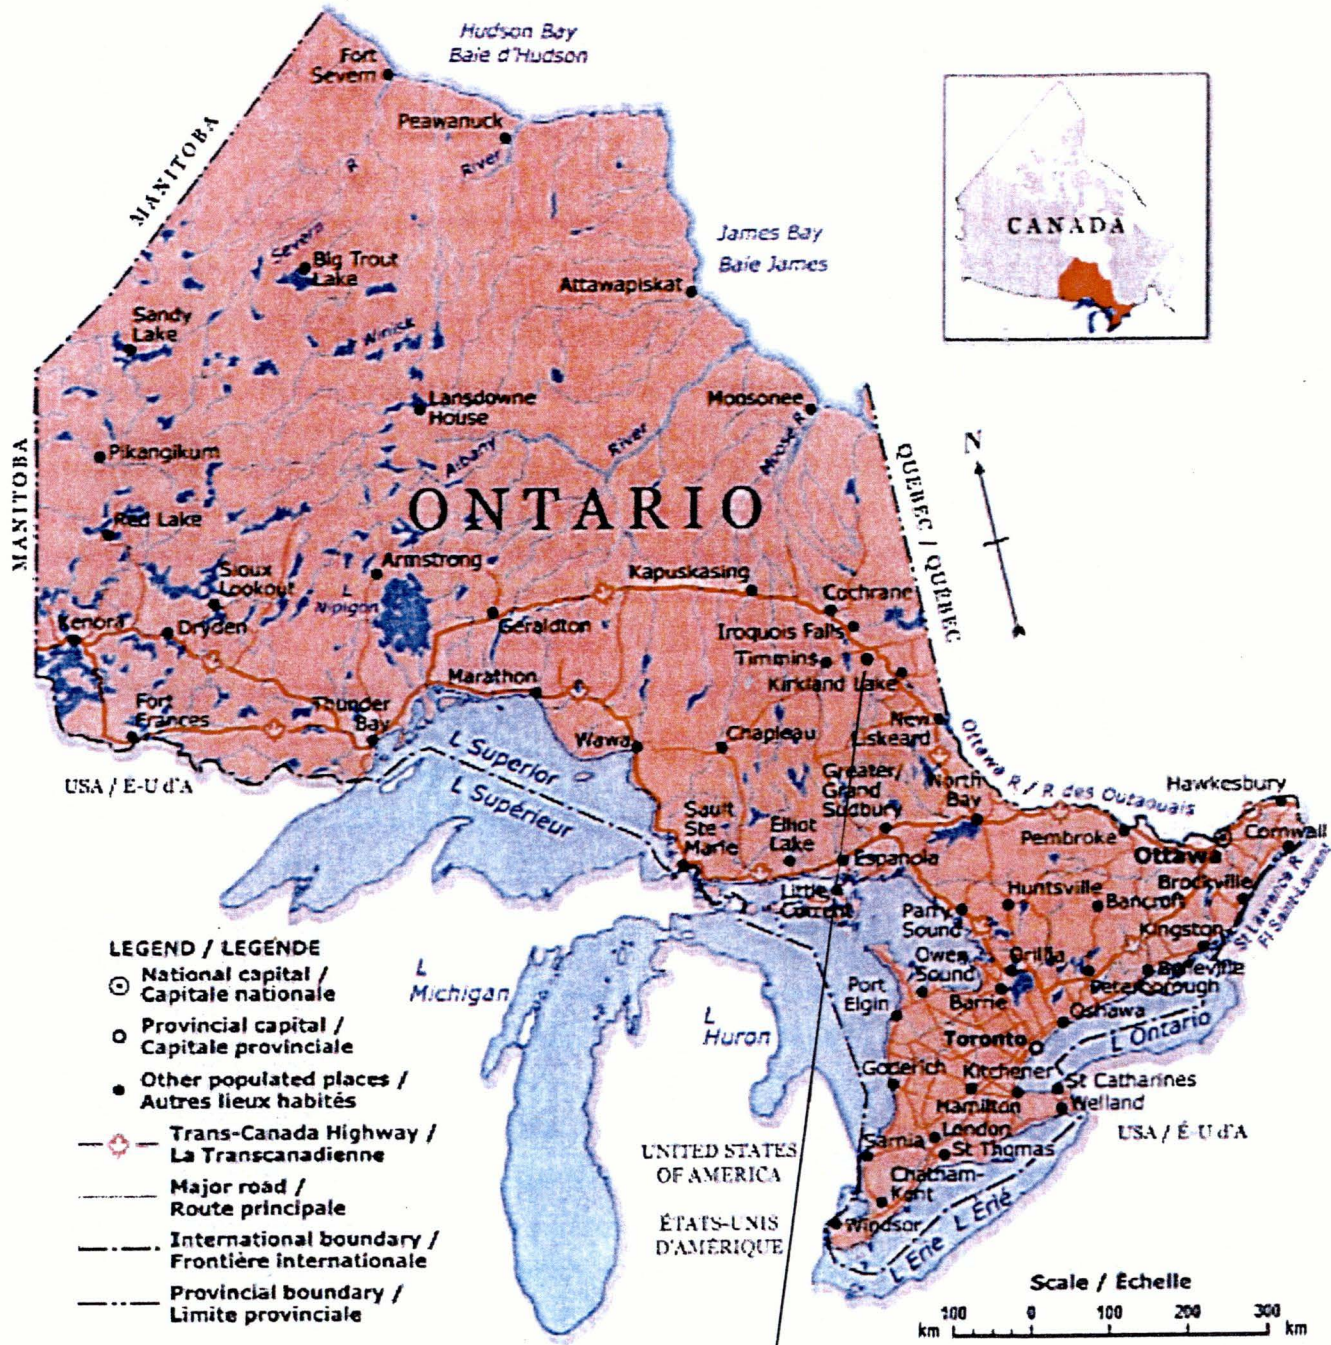 Hudson Bay
Baie d'Hudson
Fort
Severn
Peawanuck
River
R
MANITOBA
Severn
Big Trout
Lake
James Bay
Baie James
CANADA
Attawapiskat
Sandy
Lake
Winisk
Lansdowne
House
Moosonee
Moose R
Pikangikum
Albany
River
N
MANITOBA
ONTARIO
QUEBEC / QUÉBEC
Red Lake
Armstrong
Sioux
Lookout
L
Nipigon
Kapuskasing
Cochrane
Kenora
Dryden
Geraldton
Iroquois Falls
Timmins
Marathon
Kirkland Lake
Fort
Frances
Thunder
Bay
New
Liskeard
Wawa
Chapleau
USA / É-U d'A
L Superior
L Supérieur
Greater/
Grand
Sudbury
North
Bay
Ottawa R / R des Outaouais
Hawkesbury
Sault
Ste
Marie
Elliot
Lake
Espanola
Pembroke
Ottawa
Cornwall
Little
Current
Huntsville
Bancroft
Brockville
Parry
Sound
Kingston
St Lawrence R
Fl Saint-Laurent
Owen
Sound
Orillia
Belleville
Port
Elgin
Barrie
Peterborough
L
Michigan
L
Huron
Oshawa
Toronto
L Ontario
Goderich
Kitchener
St Catharines
Hamilton
Welland
USA / É-U d'A
London
Sarnia
St Thomas
UNITED STATES
OF AMERICA
Chatham-
Kent
ÉTATS-UNIS
D'AMÉRIQUE
Windsor
L Erie
L Érié
LEGEND / LEGENDE
National capital /
Capitale nationale
Provincial capital /
Capitale provinciale
Other populated places /
Autres lieux habités
Trans-Canada Highway /
La Transcanadienne
Major road /
Route principale
International boundary /
Frontière internationale
Provincial boundary /
Limite provinciale
Scale / Échelle
100 0 100 200 300
km km